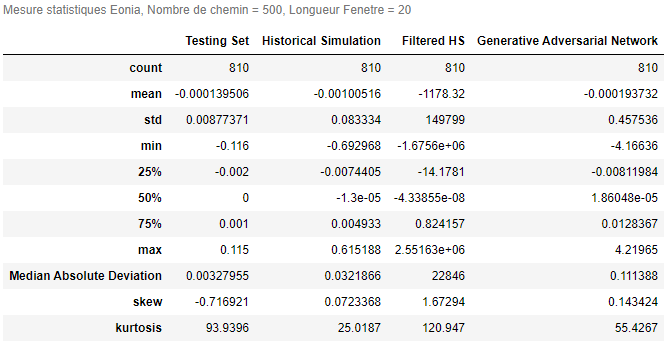 Mesure statistiques Eonia, Nombre de chemin = 500, Longueur Fenetre = 20
Testing Set Historical Simulation Filtered HS Generative Adversarial Network
count 810 810 810 810
mean -0.000139506 -0.00100516 -1178.32 -0.000193732
std 0.00877371 0.083334 149799 0.457536
min -0.116 -0.692968 -1.6756e+06 -4.16636
25% -0.002 -0.0074405 -14.1781 -0.00811984
50% 0 -1.3e-05 -4.33855e-08 1.86048e-05
75% 0.001 0.004933 0.824157 0.0128367
max 0.115 0.615188 2.55163e+06 4.21965
Median Absolute Deviation 0.00327955 0.0321866 22846 0.111388
skew -0.716921 0.0723368 1.67294 0.143424
kurtosis 93.9396 25.0187 120.947 55.4267